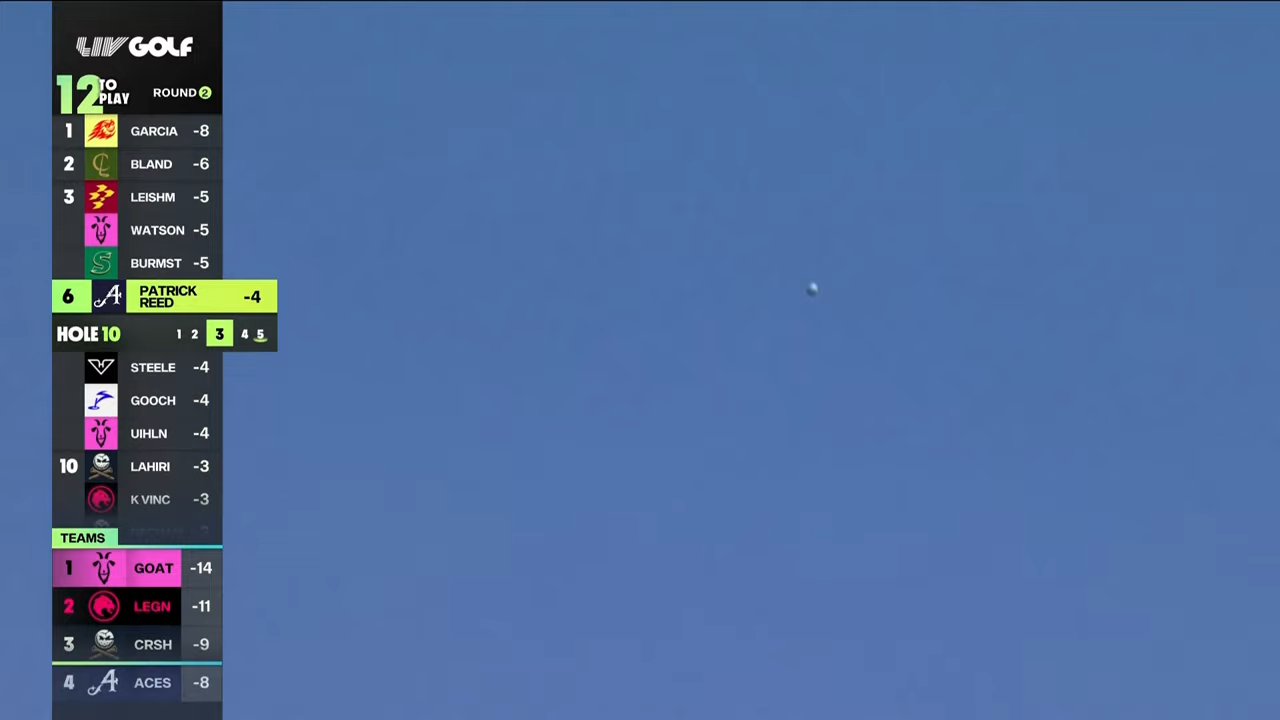 LIV GOLF
12 TO PLAY ROUND 2
1 GARCIA -8
2 BLAND -6
3 LEISHM -5
WATSON -5
BURMST -5
6 A PATRICK REED -4
HOLE 10 1 2 3 4 5
STEELE -4
GOOCH -4
UIHLN -4
10 LAHIRI -3
K VINC -3
TEAMS
1 GOAT -14
2 LEGN -11
3 CRSH -9
4 A ACES -8